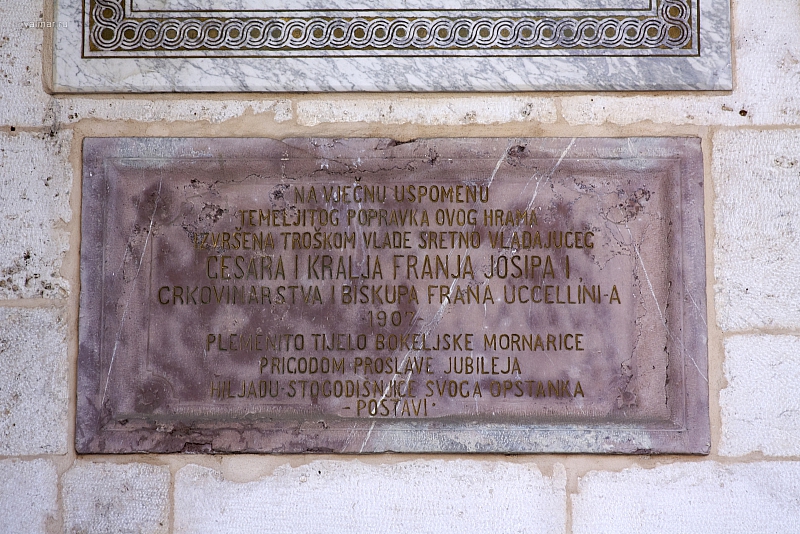 NA VJEČNU USPOMENU
TEMELJITOG POPRAVKA OVOG HRAMA
IZVRŠENA TROŠKOM VLADE SRETNO VLADAJUĆEG
CESARA I KRALJA FRANJA JOSIPA I
CRKOVINARSTVA I BISKUPA FRANA UCCELLINI-A
-1907-
PLEMENITO TIJELO BOKELJSKE MORNARICE
PRIGODOM PROSLAVE JUBILEJA
HILJADU-STOGODIŠNJICE SVOGA OPSTANKA
- POSTAVI -